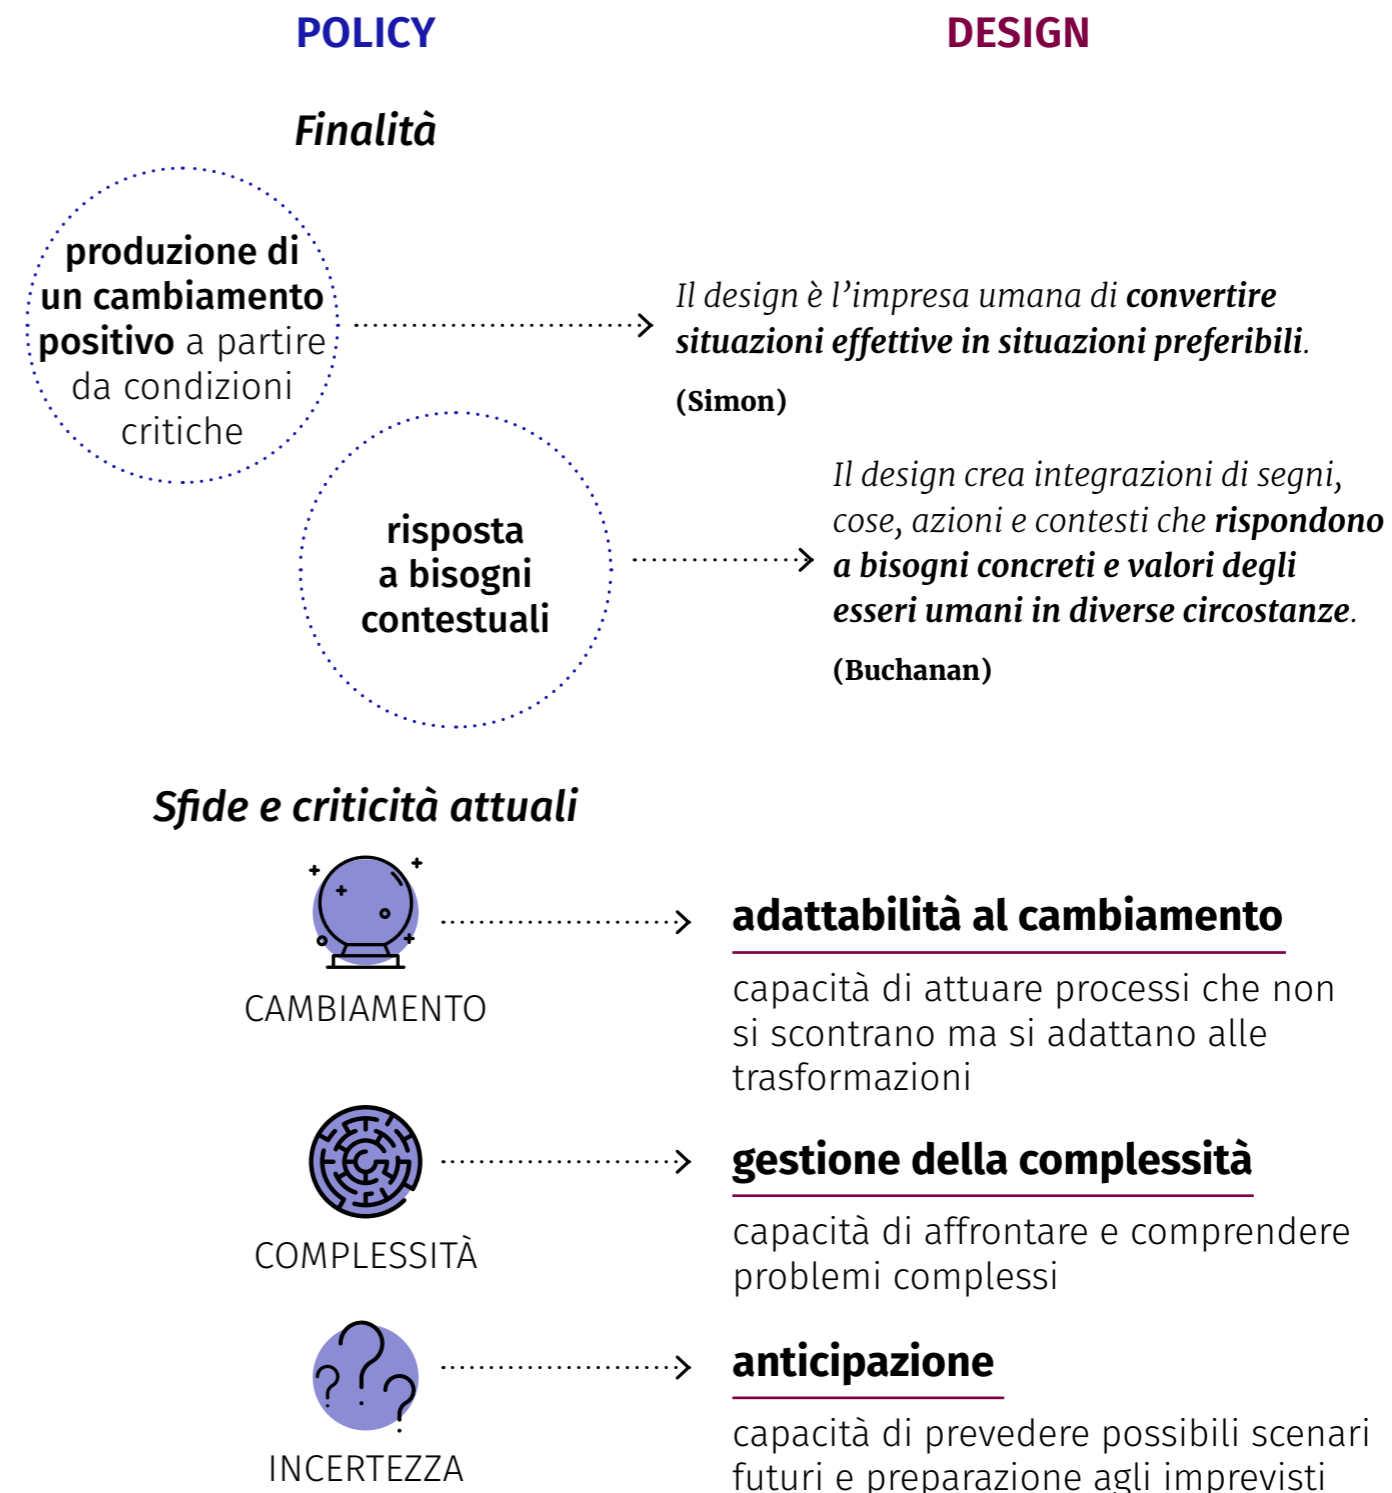 POLICY
DESIGN
Finalità
produzione di
un cambiamento
positivo a partire
da condizioni
critiche
Il design è l’impresa umana di convertire
situazioni effettive in situazioni preferibili.
(Simon)
risposta
a bisogni
contestuali
Il design crea integrazioni di segni,
cose, azioni e contesti che rispondono
a bisogni concreti e valori degli
esseri umani in diverse circostanze.
(Buchanan)
Sfide e criticità attuali
CAMBIAMENTO
adattabilità al cambiamento
capacità di attuare processi che non
si scontrano ma si adattano alle
trasformazioni
COMPLESSITÀ
gestione della complessità
capacità di affrontare e comprendere
problemi complessi
? ? ?
INCERTEZZA
anticipazione
capacità di prevedere possibili scenari
futuri e preparazione agli imprevisti